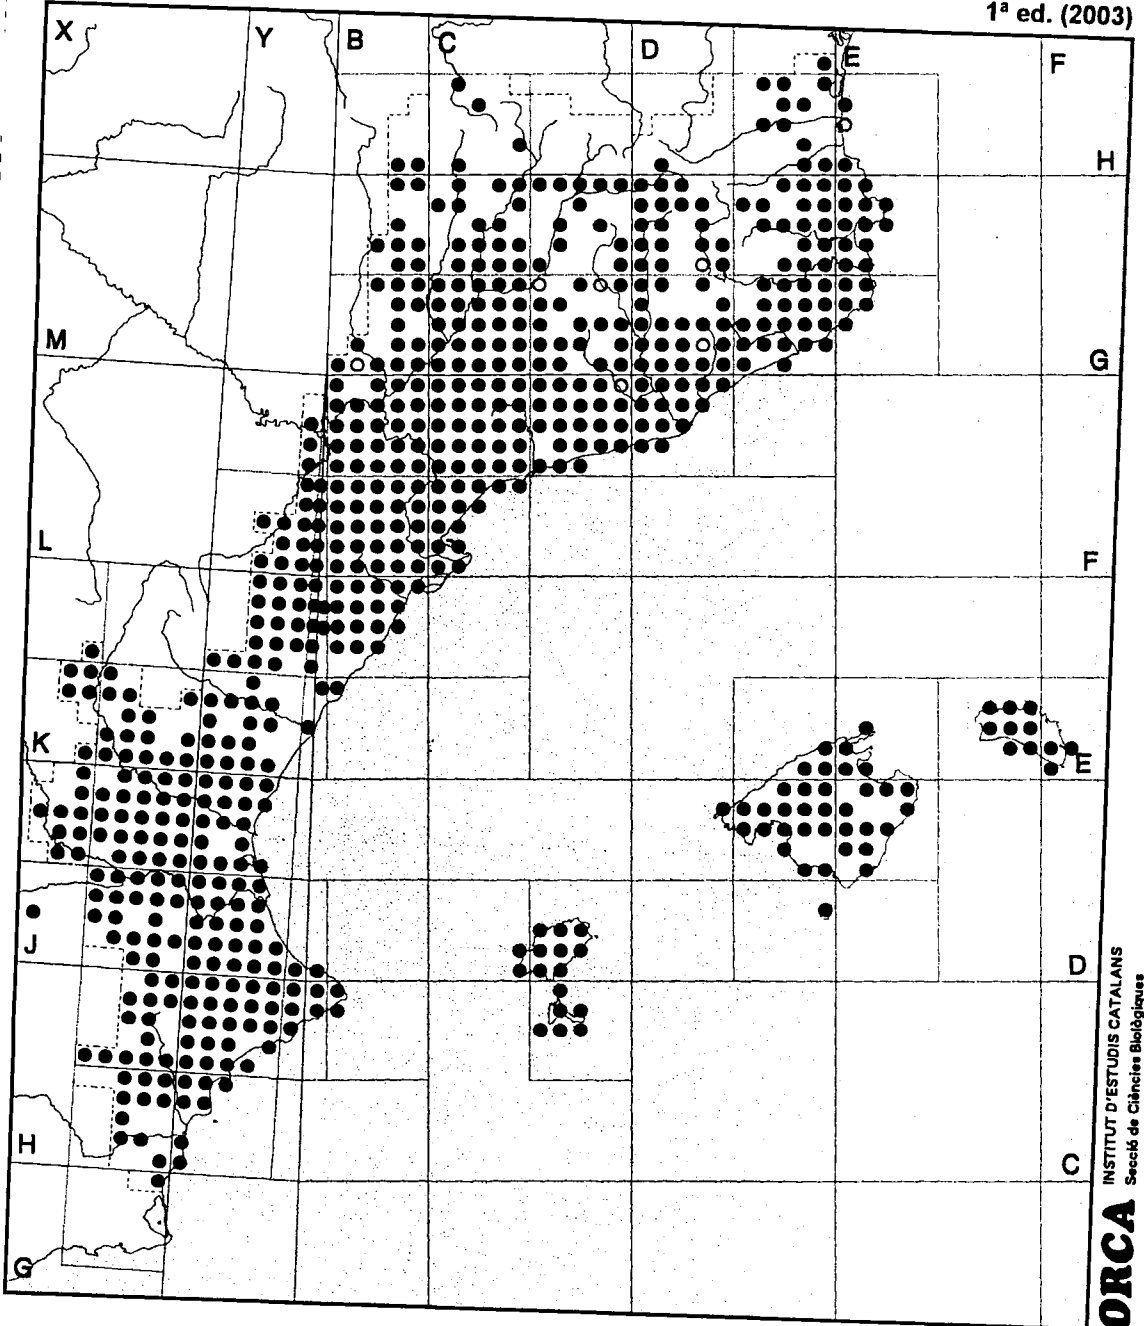 1ª ed. (2003)
X
Y
B
C
D
E
F
H
M
G
L
F
K
E
J
D
H
C
G
INSTITUT D'ESTUDIS CATALANS
Secció de Ciències Biològiques
ORCA